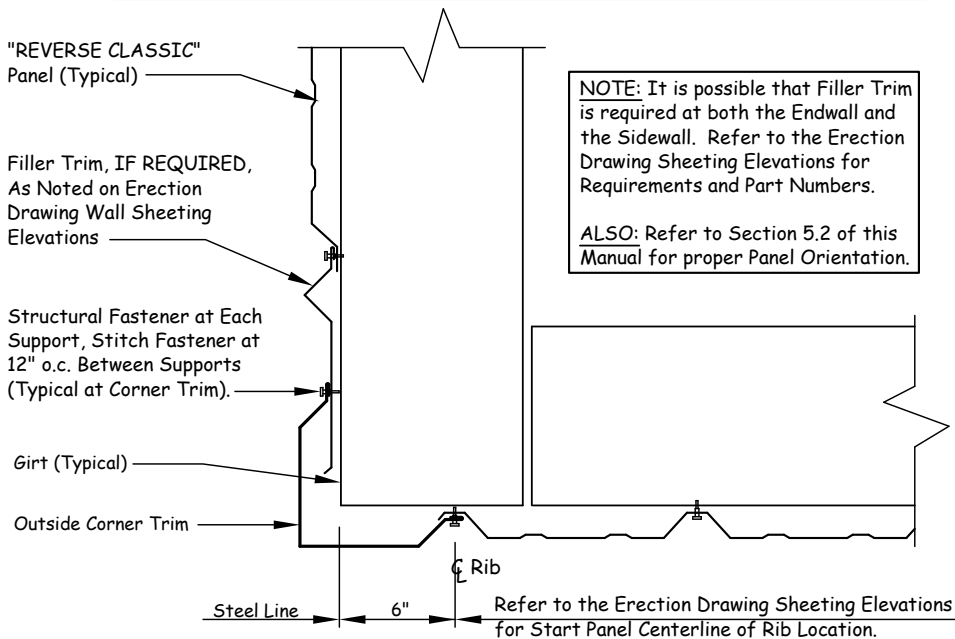 "REVERSE CLASSIC"
Panel (Typical)
Filler Trim, IF REQUIRED,
As Noted on Erection
Drawing Wall Sheeting
Elevations
Structural Fastener at Each
Support, Stitch Fastener at
12" o.c. Between Supports
(Typical at Corner Trim).
Girt (Typical)
Outside Corner Trim
NOTE: It is possible that Filler Trim
is required at both the Endwall and
the Sidewall. Refer to the Erection
Drawing Sheeting Elevations for
Requirements and Part Numbers.
ALSO: Refer to Section 5.2 of this
Manual for proper Panel Orientation.
℄ Rib
Steel Line
6"
Refer to the Erection Drawing Sheeting Elevations
for Start Panel Centerline of Rib Location.